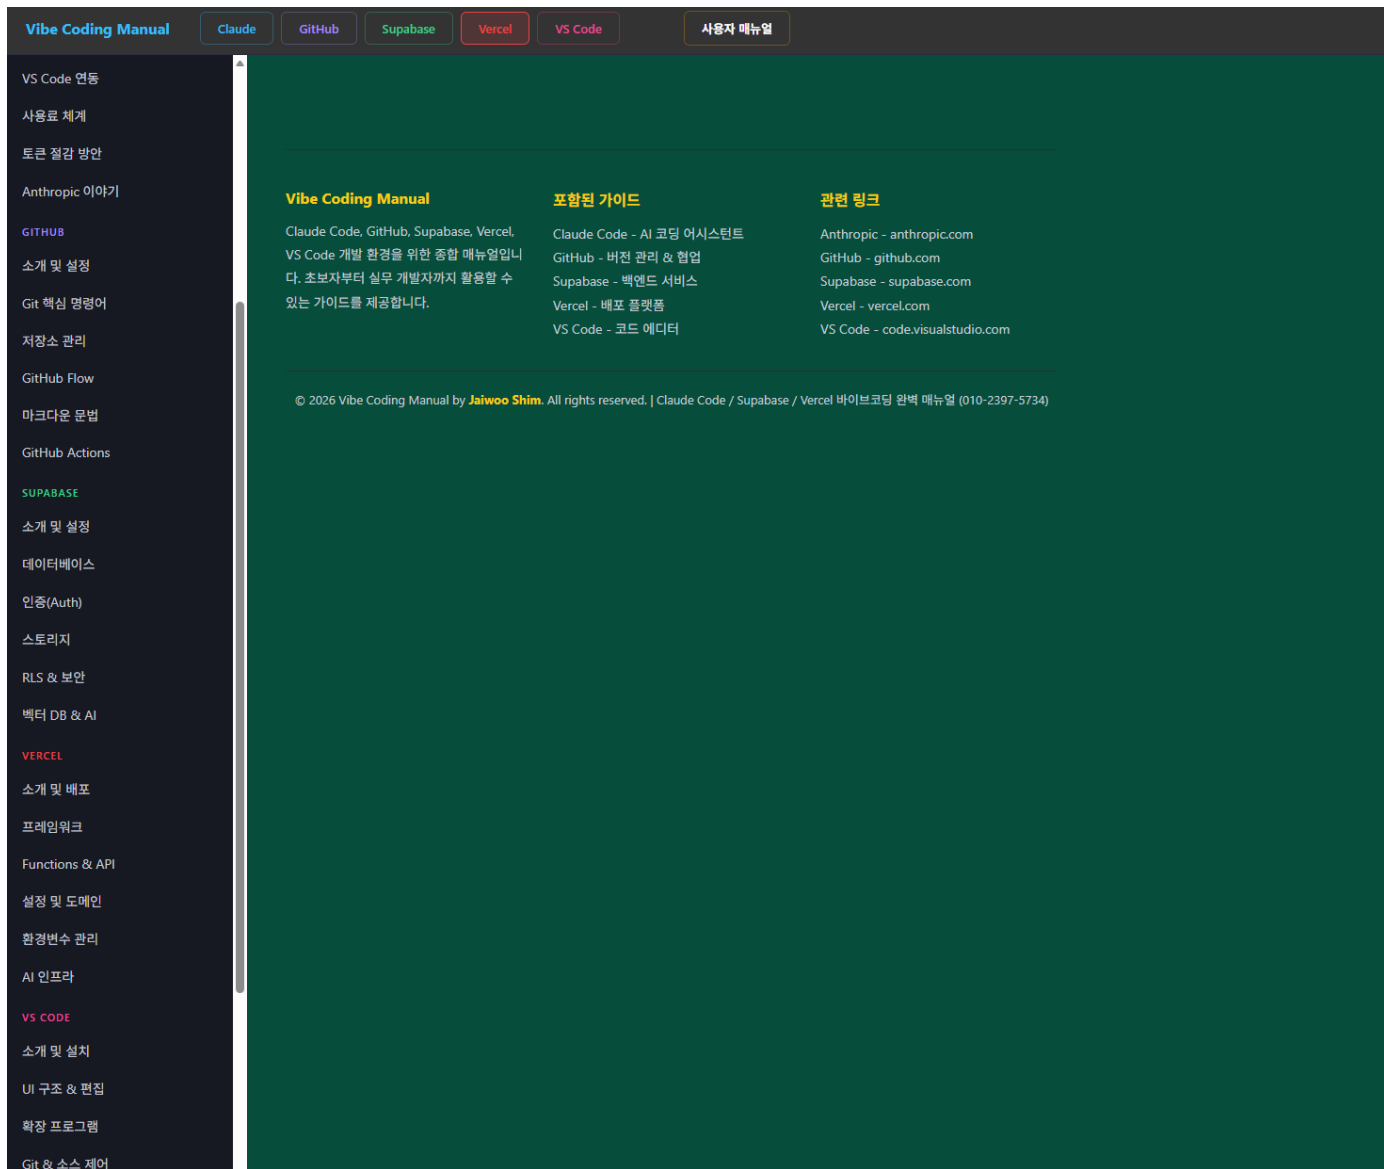 Vibe Coding Manual
Claude
GitHub
Supabase
Vercel
VS Code
사용자 매뉴얼
VS Code 연동
사용료 체계
토큰 절감 방안
Anthropic 이야기
GITHUB
소개 및 설정
Git 핵심 명령어
저장소 관리
GitHub Flow
마크다운 문법
GitHub Actions
SUPABASE
소개 및 설정
데이터베이스
인증(Auth)
스토리지
RLS & 보안
벡터 DB & AI
VERCEL
소개 및 배포
프레임워크
Functions & API
설정 및 도메인
환경변수 관리
AI 인프라
VS CODE
소개 및 설치
UI 구조 & 편집
확장 프로그램
Git & 소스 제어
Vibe Coding Manual
Claude Code, GitHub, Supabase, Vercel,
VS Code 개발 환경을 위한 종합 매뉴얼입니
다. 초보자부터 실무 개발자까지 활용할 수
있는 가이드를 제공합니다.
포함된 가이드
Claude Code - AI 코딩 어시스턴트
GitHub - 버전 관리 & 협업
Supabase - 백엔드 서비스
Vercel - 배포 플랫폼
VS Code - 코드 에디터
관련 링크
Anthropic - anthropic.com
GitHub - github.com
Supabase - supabase.com
Vercel - vercel.com
VS Code - code.visualstudio.com
© 2026 Vibe Coding Manual by Jaiwoo Shim. All rights reserved. | Claude Code / Supabase / Vercel 바이브코딩 완벽 매뉴얼 (010-2397-5734)